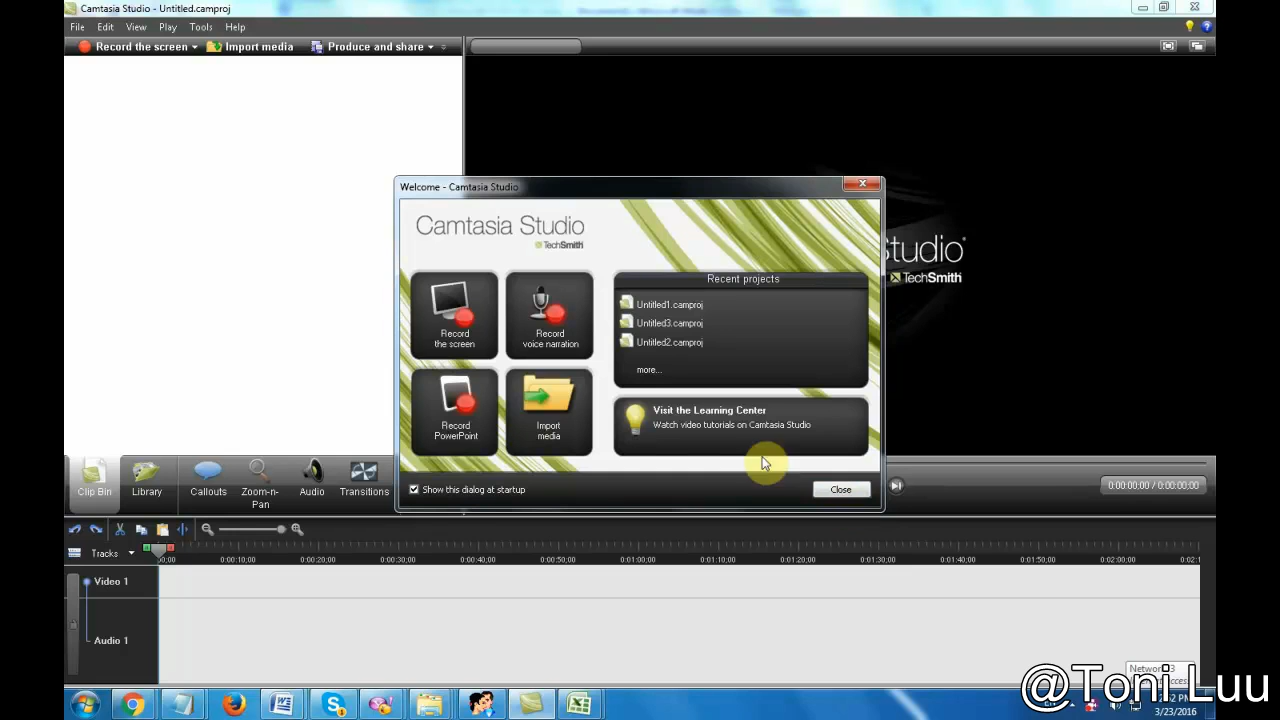 Camtasia Studio - Untitled.camproj
File Edit View Play Tools Help
Record the screen Import media Produce and share
Welcome - Camtasia Studio
Camtasia Studio
TechSmith
Recent projects
Untitled1.camproj
Untitled3.camproj
Untitled2.camproj
more...
Record the screen
Record voice narration
Record PowerPoint
Import media
Visit the Learning Center
Watch video tutorials on Camtasia Studio
Show this dialog at startup
Close
tudio
TechSmith
Clip Bin Library Callouts Zoom-n-Pan Audio Transitions
0:00:00;00 / 0:00:00;00
Tracks
0:00:10;00 0:00:20;00 0:00:30;00 0:00:40;00 0:00:50;00 0:01:00;00 0:01:10;00 0:01:20;00 0:01:30;00 0:01:40;00 0:01:50;00 0:02:00;00
Video 1
Audio 1
@Toni Luu
3/23/2016